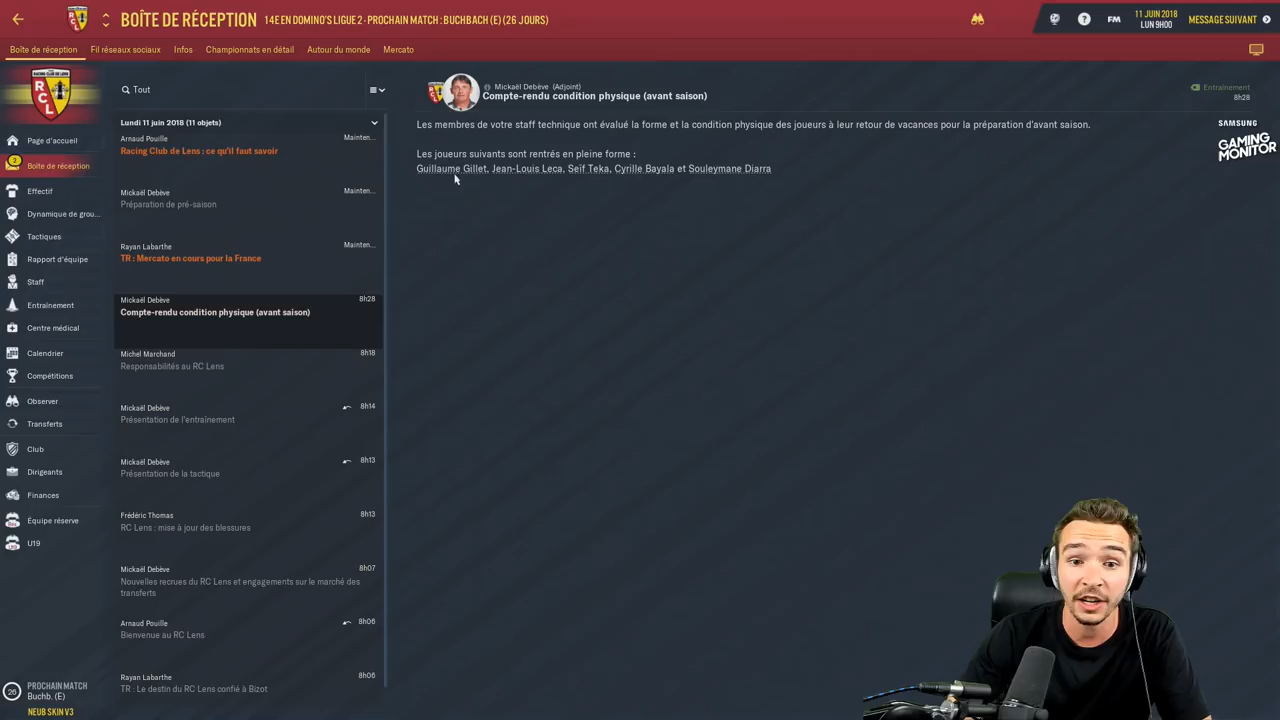 BOÎTE DE RÉCEPTION
14E EN DOMINO'S LIGUE 2 - PROCHAIN MATCH : BUCHBACH (E) (26 JOURS)
FM
11 JUIN 2018
LUN 9H00
MESSAGE SUIVANT
Boîte de réception
Fil réseaux sociaux
Infos
Championnats en détail
Autour du monde
Mercato
RACING CLUB DE LENS
RCL
Page d'accueil
2
Boîte de réception
Effectif
Dynamique de grou...
Tactiques
Rapport d'équipe
Staff
Entraînement
Centre médical
Calendrier
Compétitions
Observer
Transferts
Club
Dirigeants
Finances
Équipe réserve
U19
26
PROCHAIN MATCH
Buchb. (E)
NEUB SKIN V3
Tout
Lundi 11 juin 2018 (11 objets)
Arnaud Pouille Mainten...
Racing Club de Lens : ce qu'il faut savoir
Mickaël Debève Mainten...
Préparation de pré-saison
Rayan Labarthe Mainten...
TR : Mercato en cours pour la France
Mickaël Debève 8h28
Compte-rendu condition physique (avant saison)
Michel Marchand 8h18
Responsabilités au RC Lens
Mickaël Debève 8h14
Présentation de l'entraînement
Mickaël Debève 8h13
Présentation de la tactique
Frédéric Thomas 8h13
RC Lens : mise à jour des blessures
Mickaël Debève 8h07
Nouvelles recrues du RC Lens et engagements sur le marché des
transferts
Arnaud Pouille 8h06
Bienvenue au RC Lens
Rayan Labarthe 8h06
TR : Le destin du RC Lens confié à Bizot
Mickaël Debève (Adjoint)
Compte-rendu condition physique (avant saison)
Entraînement
8h28
Les membres de votre staff technique ont évalué la forme et la condition physique des joueurs à leur retour de vacances pour la préparation d'avant saison.
Les joueurs suivants sont rentrés en pleine forme :
Guillaume Gillet, Jean-Louis Leca, Seïf Teka, Cyrille Bayala et Souleymane Diarra
SAMSUNG
GAMING
MONITOR